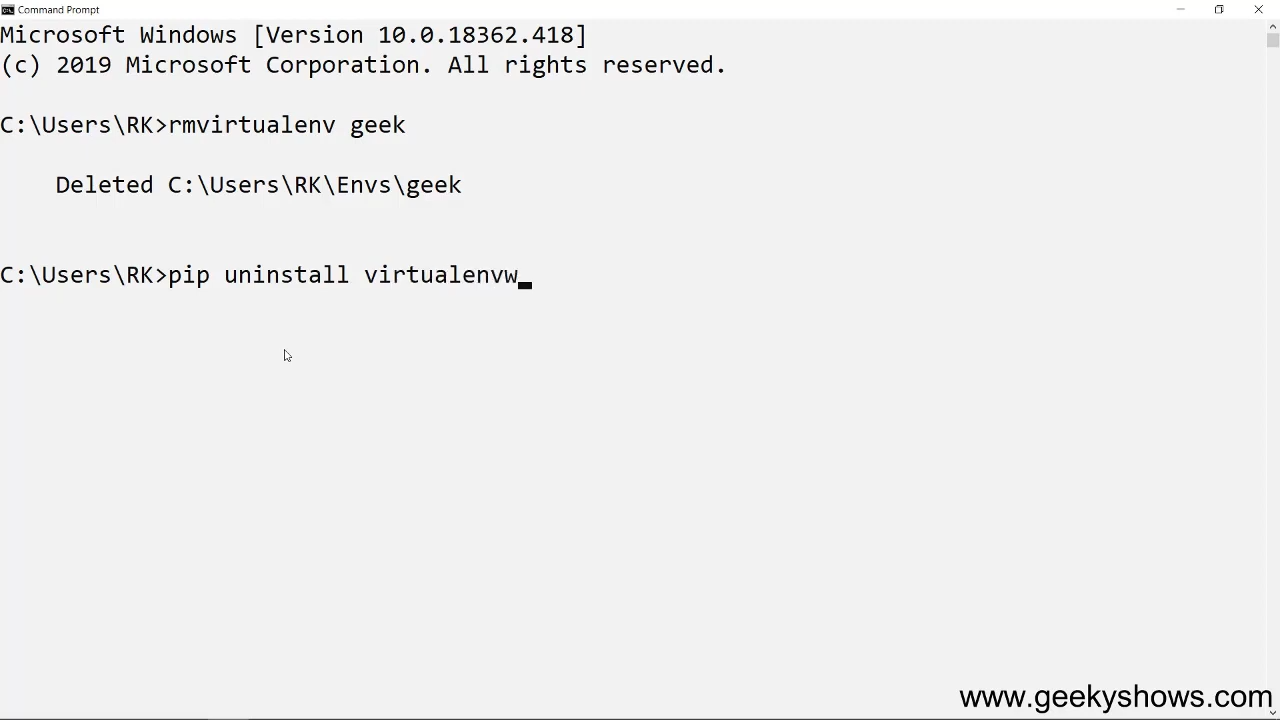 Command Prompt
Microsoft Windows [Version 10.0.18362.418]
(c) 2019 Microsoft Corporation. All rights reserved.
C:\Users\RK>rmvirtualenv geek
Deleted C:\Users\RK\Envs\geek
C:\Users\RK>pip uninstall virtualenvw
www.geekyshows.com